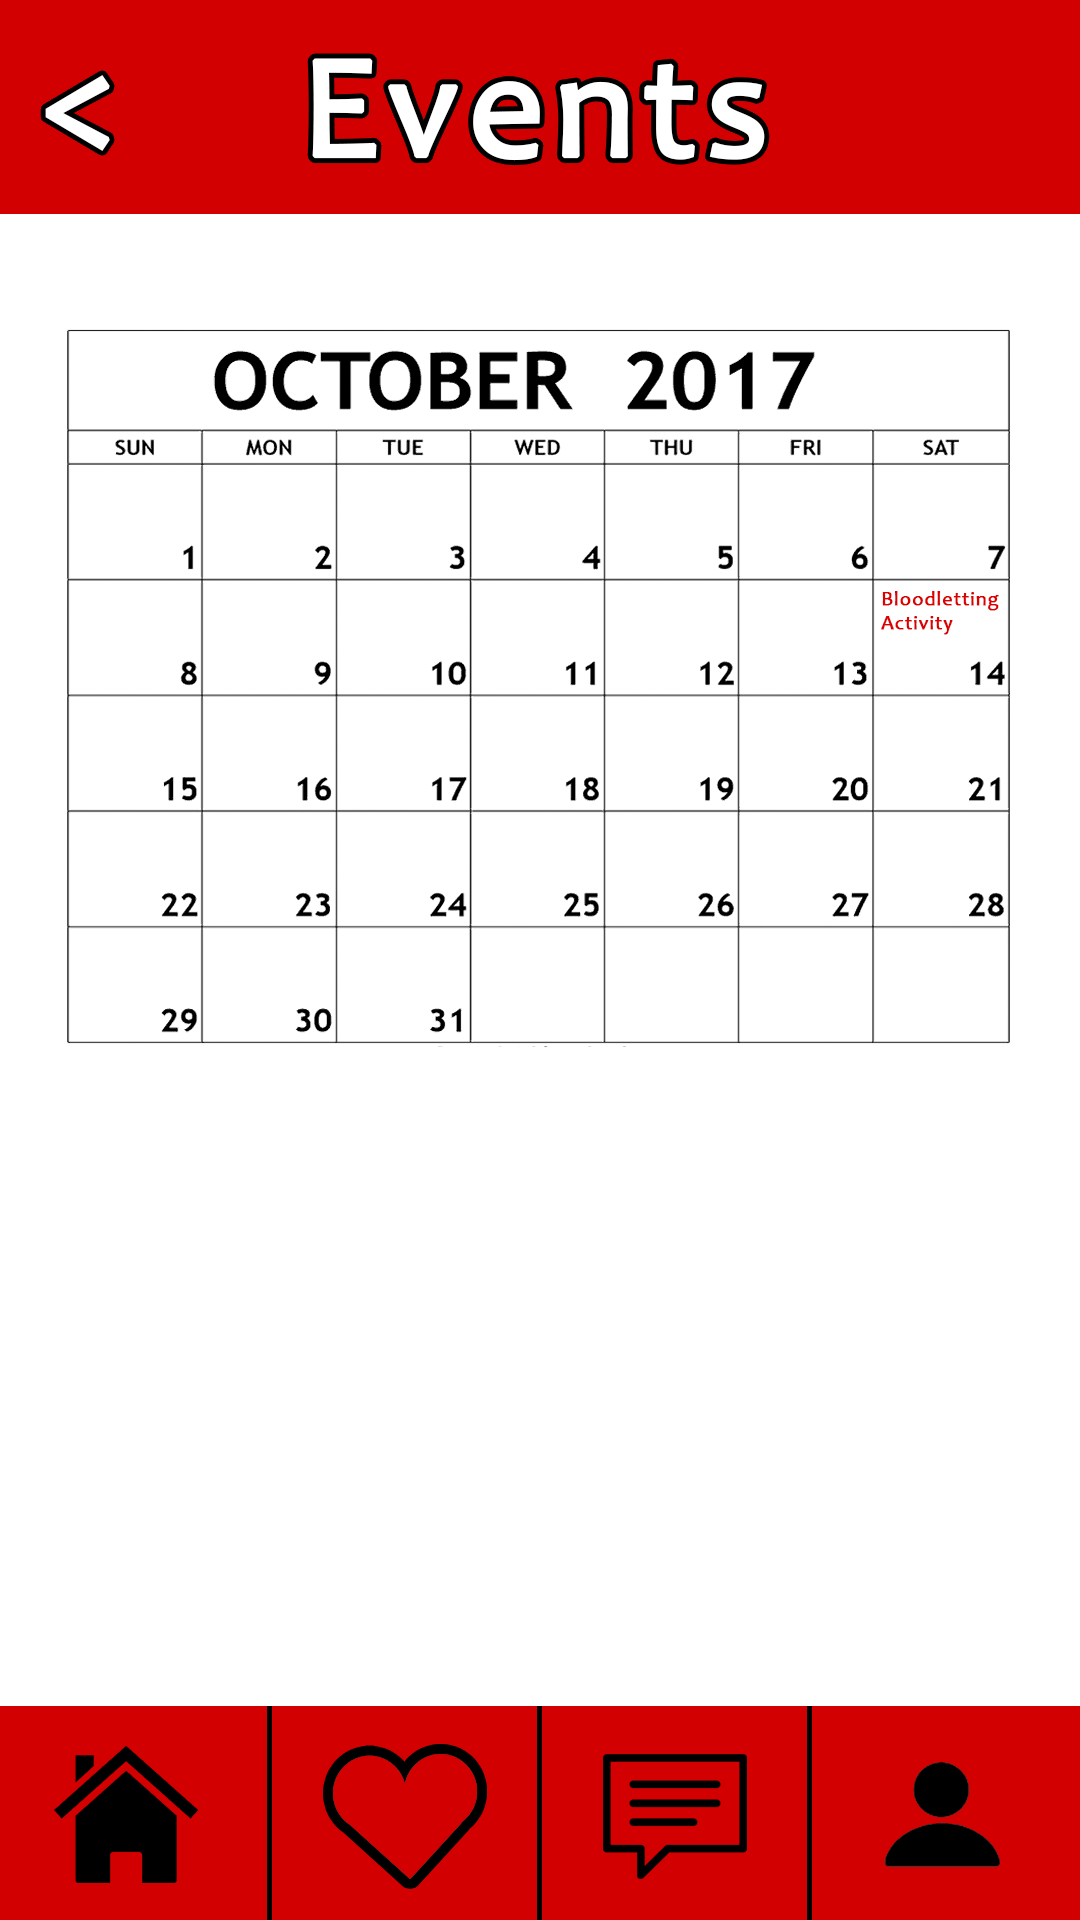 < Events
OCTOBER 2017
SUN MON TUE WED THU FRI SAT
1 2 3 4 5 6 7
Bloodletting
Activity
8 9 10 11 12 13 14
15 16 17 18 19 20 21
22 23 24 25 26 27 28
29 30 31